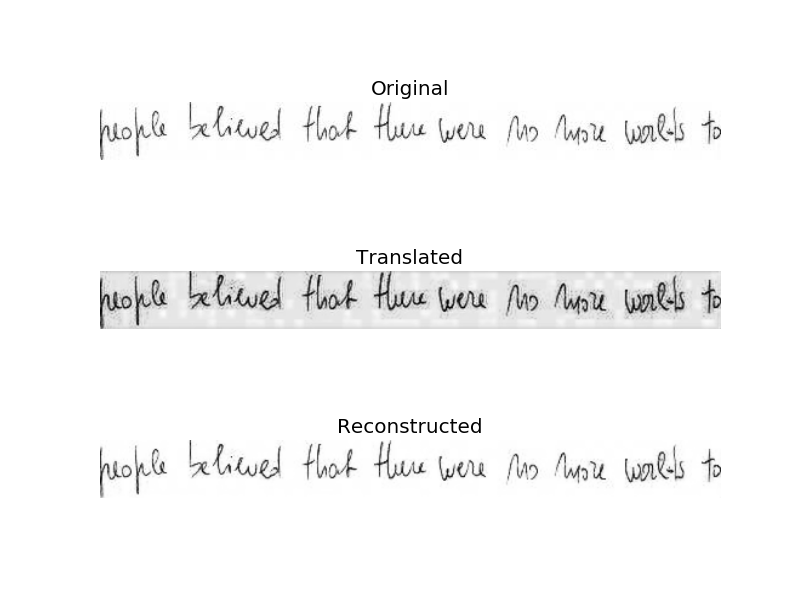 Original
people believed that there were no more worlds to
Translated
people believed that there were no more worlds to
Reconstructed
people believed that there were no more worlds to